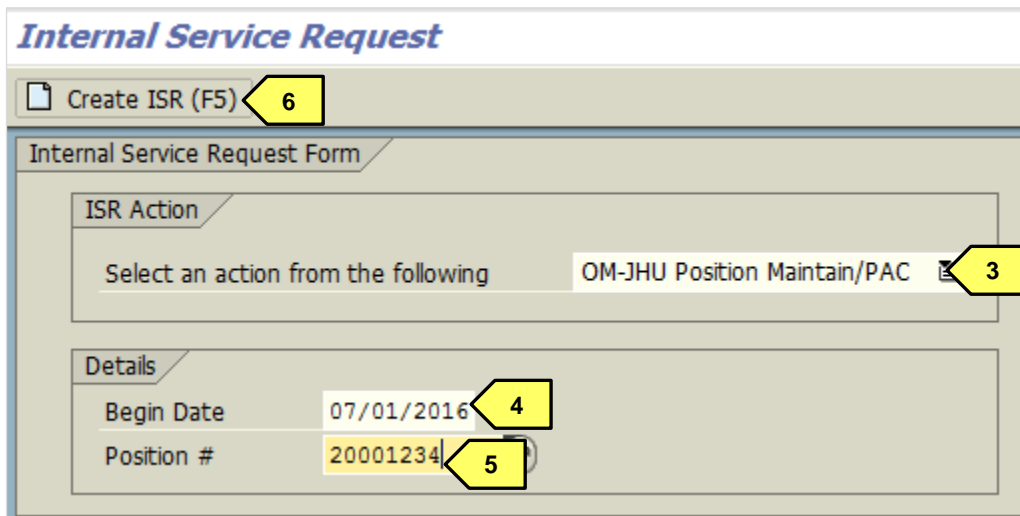 Internal Service Request
Create ISR (F5) 6
Internal Service Request Form
ISR Action
Select an action from the following OM-JHU Position Maintain/PAC 3
Details
Begin Date 07/01/2016 4
Position # 20001234 5